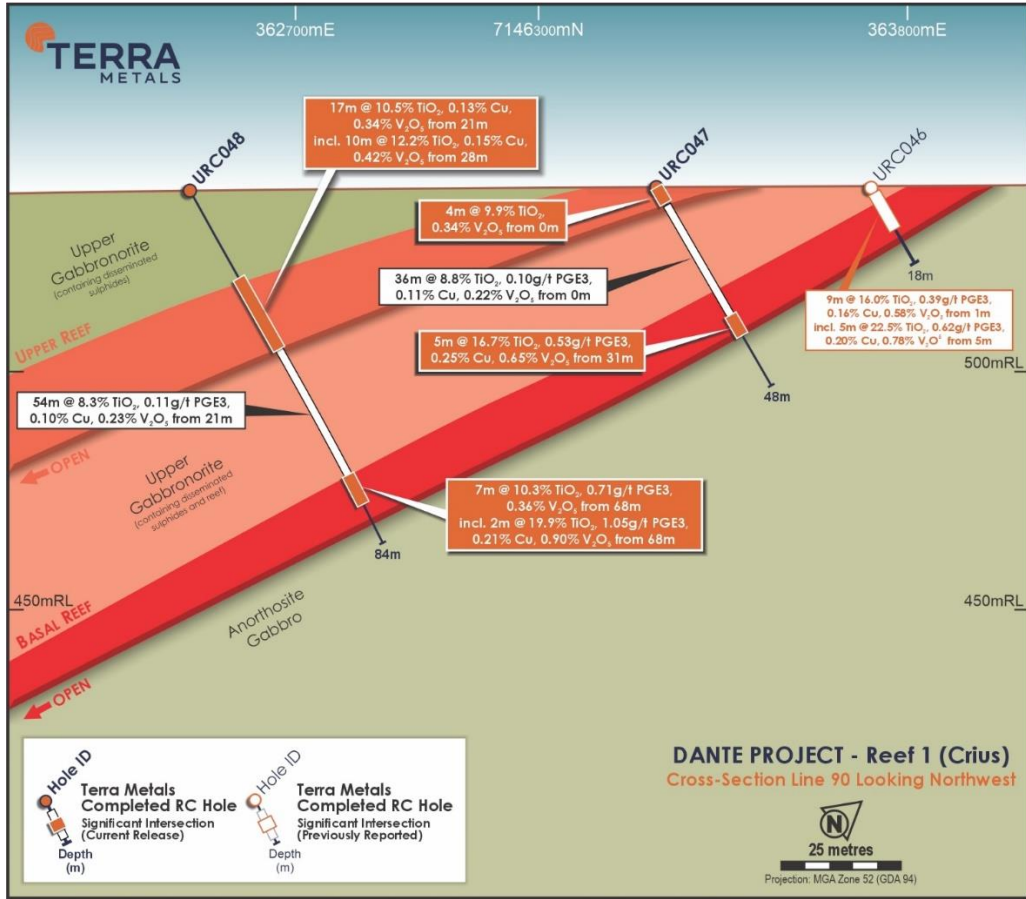 362700mE
7146300mN
363800mE
TERRA
METALS
URC048
17m @ 10.5% TiO₂, 0.13% Cu,
0.34% V₂O₅ from 21m
incl. 10m @ 12.2% TiO₂, 0.15% Cu,
0.42% V₂O₅ from 28m
URC047
URC046
4m @ 9.9% TiO₂,
0.34% V₂O₅ from 0m
Upper
Gabbronorite
(containing disseminated
sulphides)
36m @ 8.8% TiO₂, 0.10g/t PGE3,
0.11% Cu, 0.22% V₂O₅ from 0m
18m
9m @ 16.0% TiO₂, 0.39g/t PGE3,
0.16% Cu, 0.58% V₂O₅ from 1m
incl. 5m @ 22.5% TiO₂, 0.62g/t PGE3,
0.20% Cu, 0.78% V₂O⁵ from 5m
UPPER REEF
5m @ 16.7% TiO₂, 0.53g/t PGE3,
0.25% Cu, 0.65% V₂O₅ from 31m
500mRL
48m
54m @ 8.3% TiO₂, 0.11g/t PGE3,
0.10% Cu, 0.23% V₂O₅ from 21m
OPEN
Upper
Gabbronorite
(containing disseminated
sulphides and reef)
7m @ 10.3% TiO₂, 0.71g/t PGE3,
0.36% V₂O₅ from 68m
incl. 2m @ 19.9% TiO₂, 1.05g/t PGE3,
0.21% Cu, 0.90% V₂O₅ from 68m
84m
450mRL
450mRL
Anorthosite
Gabbro
BASAL REEF
OPEN
Hole ID
Terra Metals
Completed RC Hole
Significant Intersection
(Current Release)
Depth
(m)
Hole ID
Terra Metals
Completed RC Hole
Significant Intersection
(Previously Reported)
Depth
(m)
DANTE PROJECT - Reef 1 (Crius)
Cross-Section Line 90 Looking Northwest
N
25 metres
Projection: MGA Zone 52 (GDA 94)